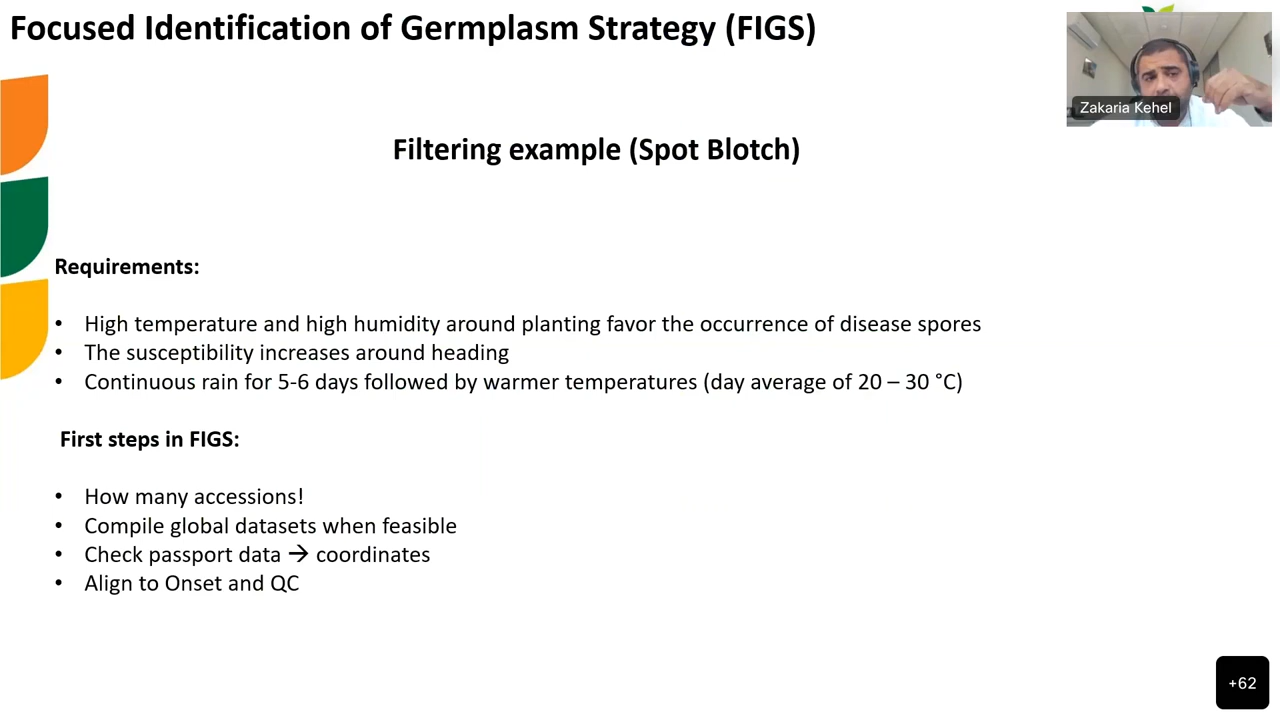 Focused Identification of Germplasm Strategy (FIGS)
Zakaria Kehel
Filtering example (Spot Blotch)
Requirements:
• High temperature and high humidity around planting favor the occurrence of disease spores
• The susceptibility increases around heading
• Continuous rain for 5-6 days followed by warmer temperatures (day average of 20 – 30 °C)
First steps in FIGS:
• How many accessions!
• Compile global datasets when feasible
• Check passport data → coordinates
• Align to Onset and QC
+62